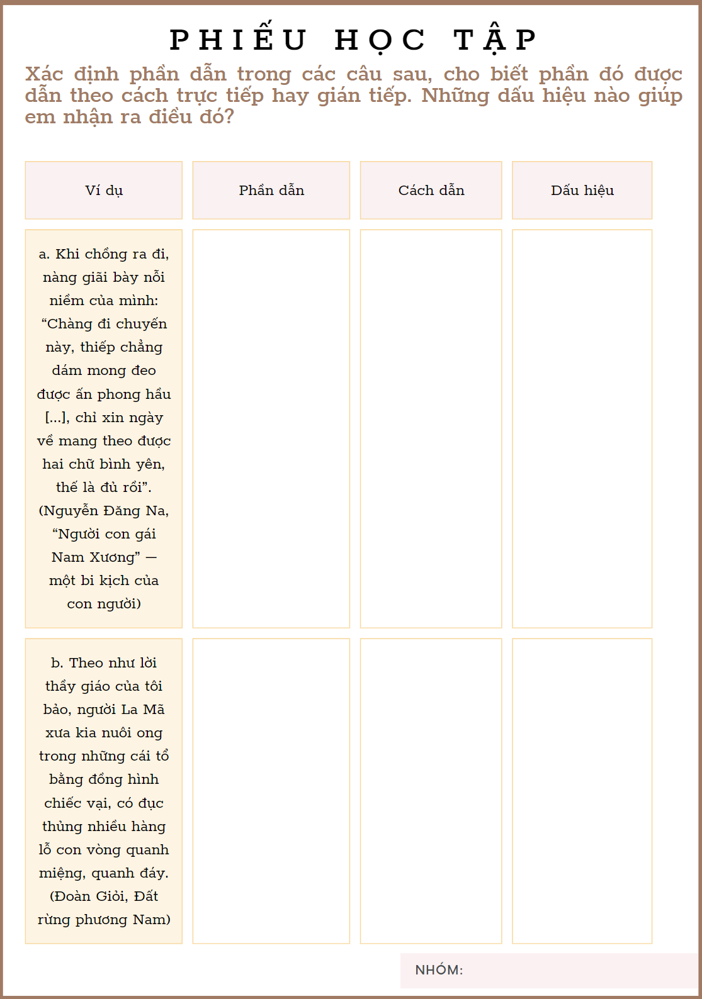 PHIẾU HỌC TẬP
Xác định phần dẫn trong các câu sau, cho biết phần đó được
dẫn theo cách trực tiếp hay gián tiếp. Những dấu hiệu nào giúp
em nhận ra điều đó?
Ví dụ
Phần dẫn
Cách dẫn
Dấu hiệu
a. Khi chồng ra đi,
nàng giãi bày nỗi
niềm của mình:
“Chàng đi chuyến
này, thiếp chẳng
dám mong đeo
được ấn phong hầu
[...], chỉ xin ngày
về mang theo được
hai chữ bình yên,
thế là đủ rồi”.
(Nguyễn Đăng Na,
“Người con gái
Nam Xương” —
một bi kịch của
con người)
b. Theo như lời
thầy giáo của tôi
bảo, người La Mã
xưa kia nuôi ong
trong những cái tổ
bằng đồng hình
chiếc vại, có đục
thủng nhiều hàng
lỗ con vòng quanh
miệng, quanh đáy.
(Đoàn Giỏi, Đất
rừng phương Nam)
NHÓM: